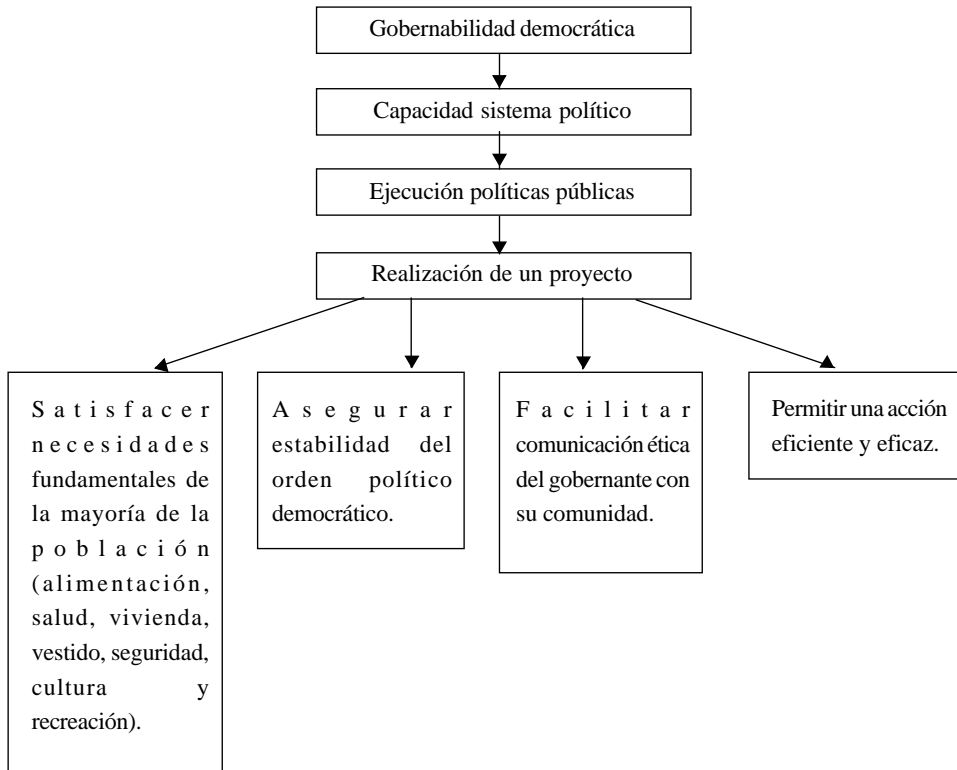 Gobernabilidad democrática
Capacidad sistema político
Ejecución políticas públicas
Realización de un proyecto
Satisfacer
necesidades
fundamentales de
la mayoría de la
población
(alimentación,
salud, vivienda,
vestido, seguridad,
cultura y
recreación).
Asegurar
estabilidad del
orden político
democrático.
Facilitar
comunicación ética
del gobernante con
su comunidad.
Permitir una acción
eficiente y eficaz.